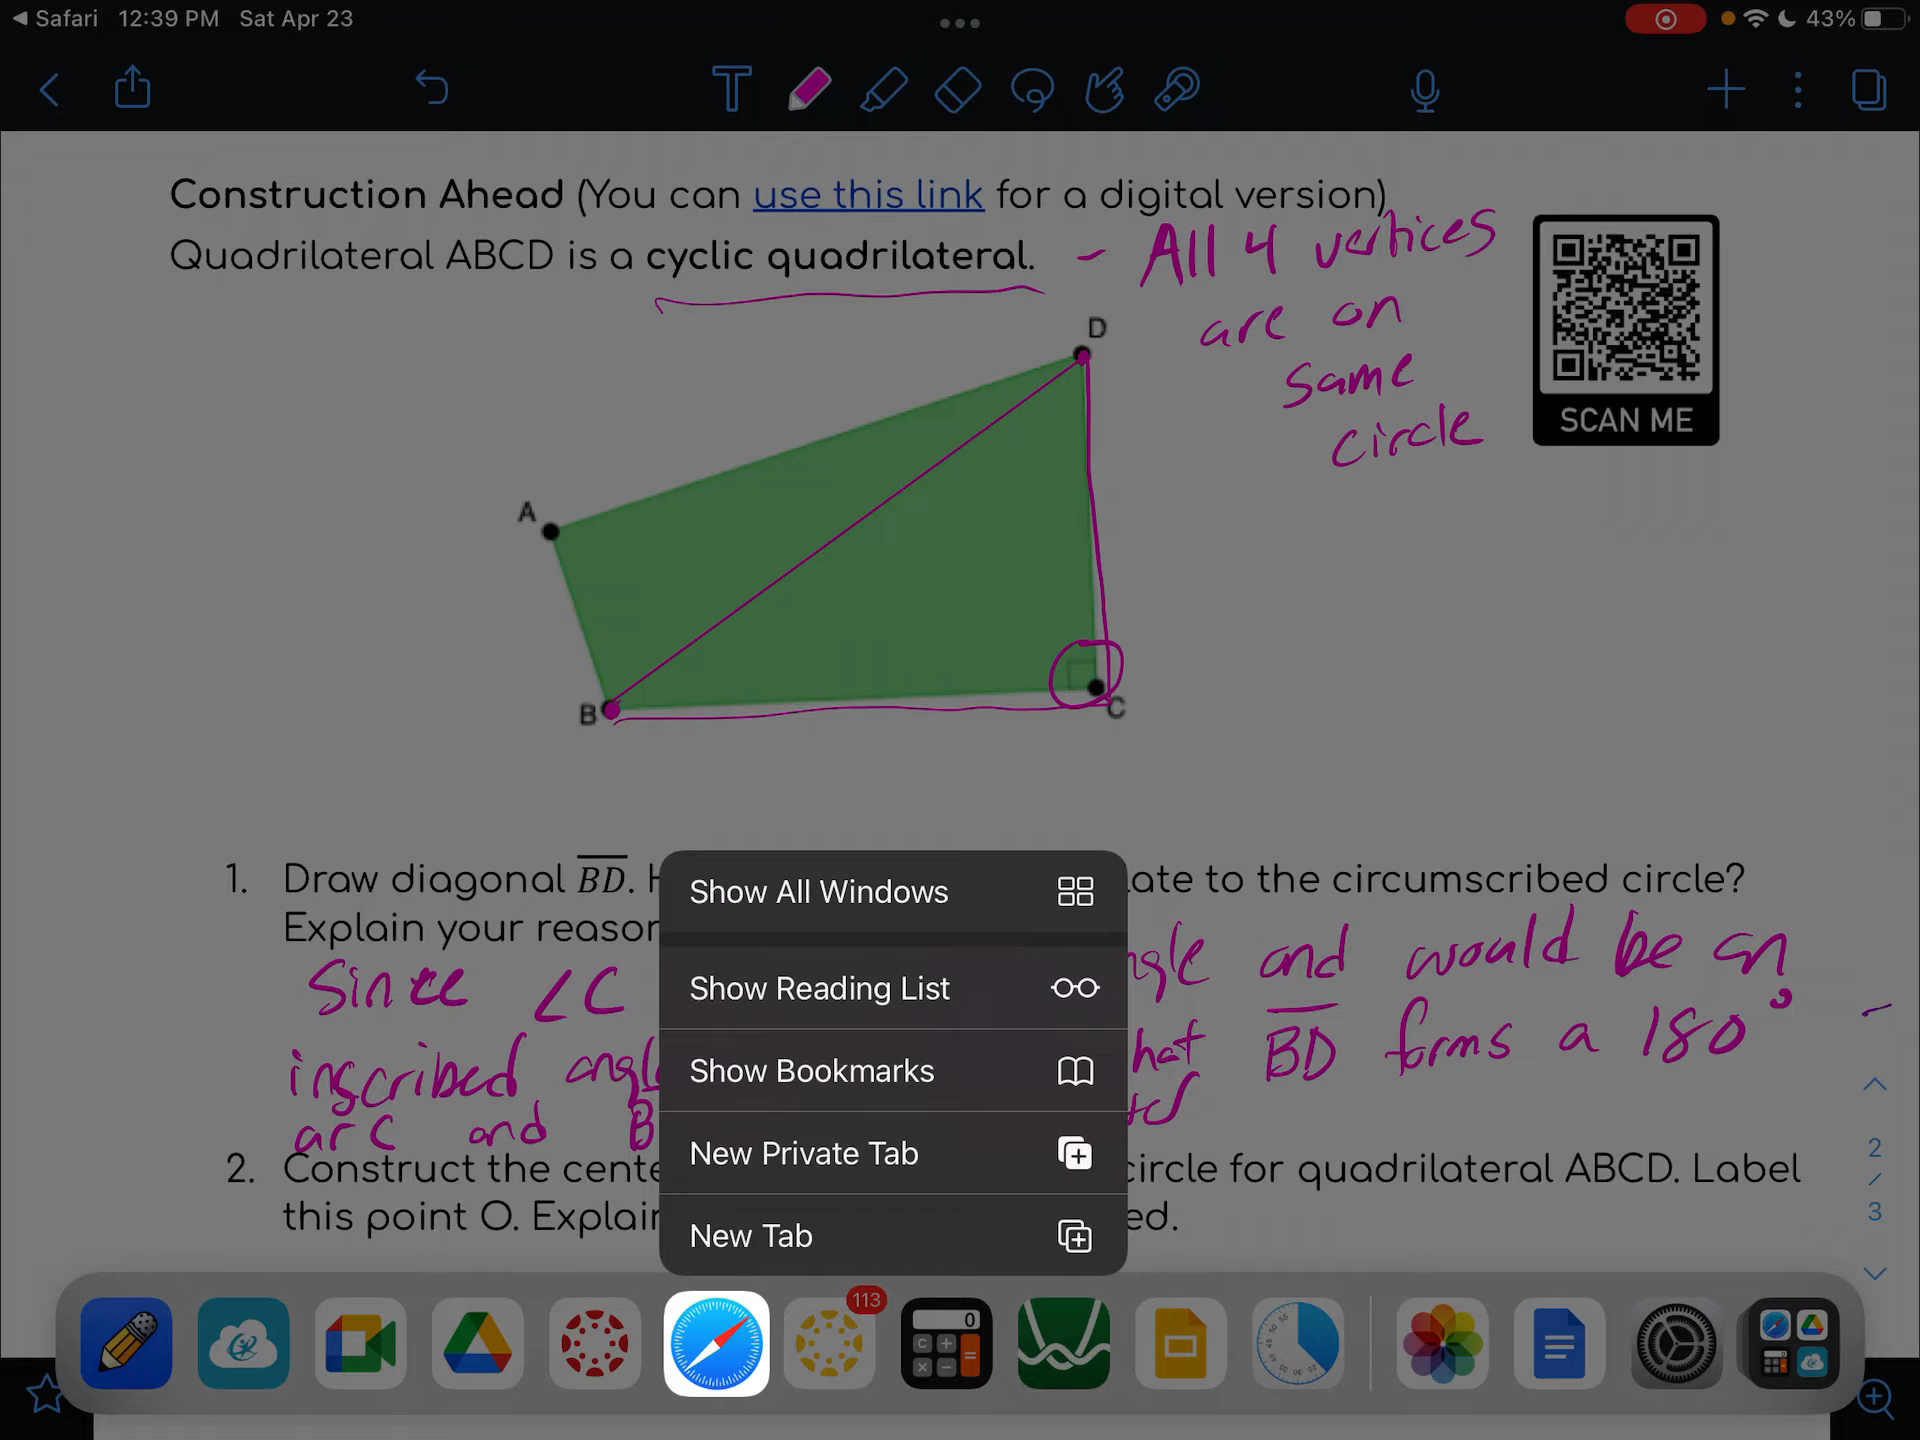 Safari 12:39 PM Sat Apr 23
43%
Construction Ahead (You can use this link for a digital version)
Quadrilateral ABCD is a cyclic quadrilateral.
- All 4 vertices
are on
same
circle
SCAN ME
D
A
B
C
1. Draw diagonal BD. H late to the circumscribed circle?
Explain your reason
Since ∠C ngle and would be an
inscribed angl hat BD forms a 180°
arc and B
2. Construct the cente circle for quadrilateral ABCD. Label
this point O. Explain ed.
Show All Windows
Show Reading List
Show Bookmarks
New Private Tab
New Tab
2
/
3
113
0